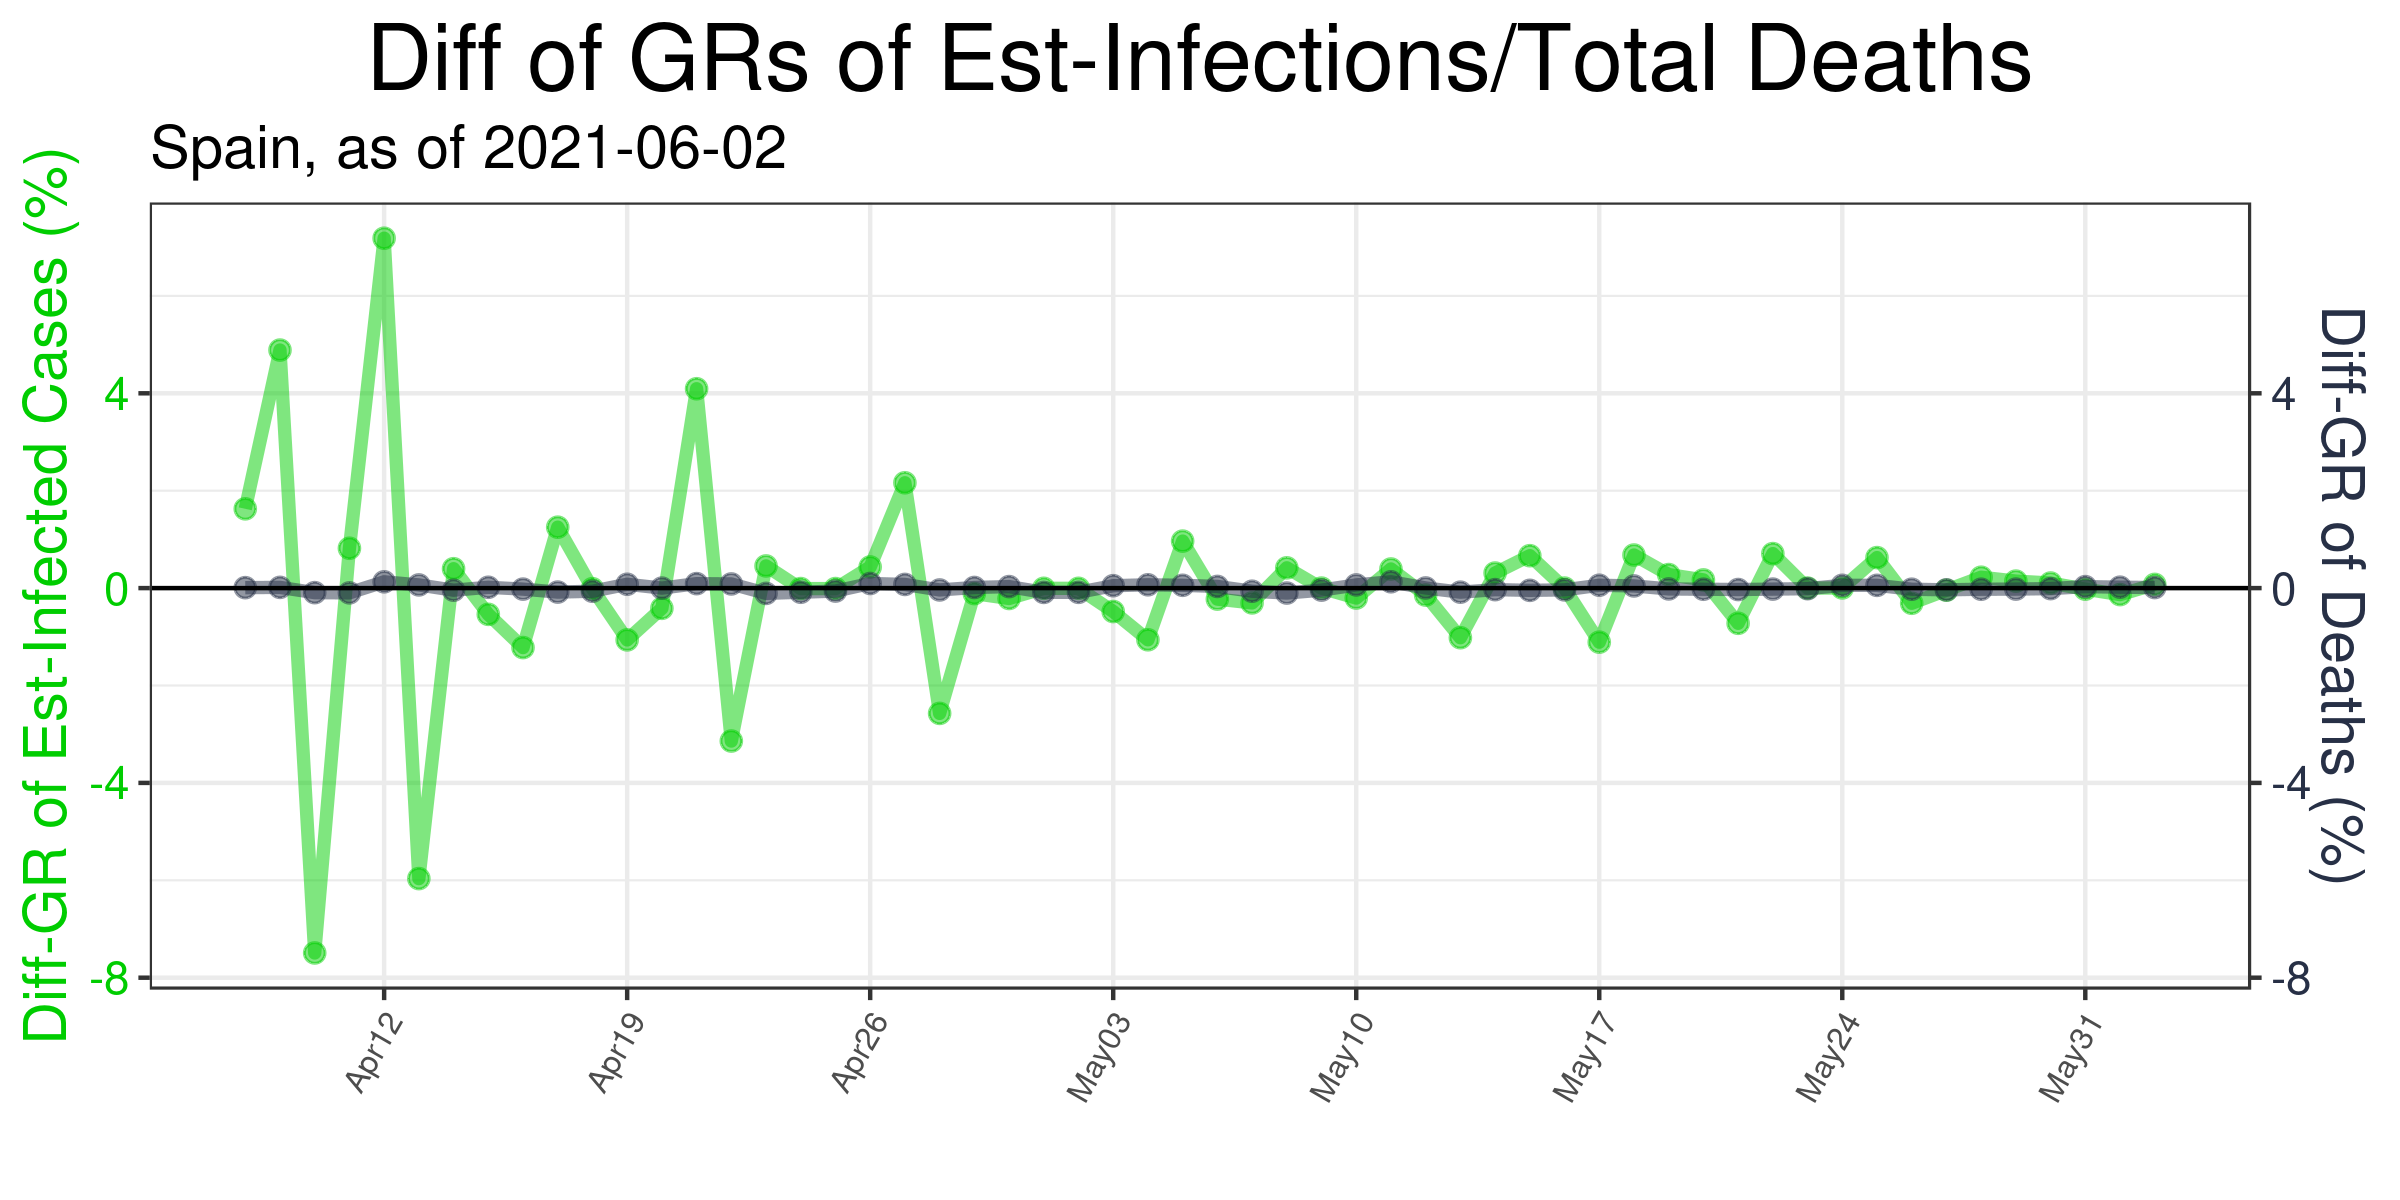 Diff of GRs of Est-Infections/Total Deaths
Spain, as of 2021-06-02
Diff-GR of Est-Infected Cases (%)
4
0
-4
-8
4
0
-4
-8
Diff-GR of Deaths (%)
Apr12
Apr19
Apr26
May03
May10
May17
May24
May31